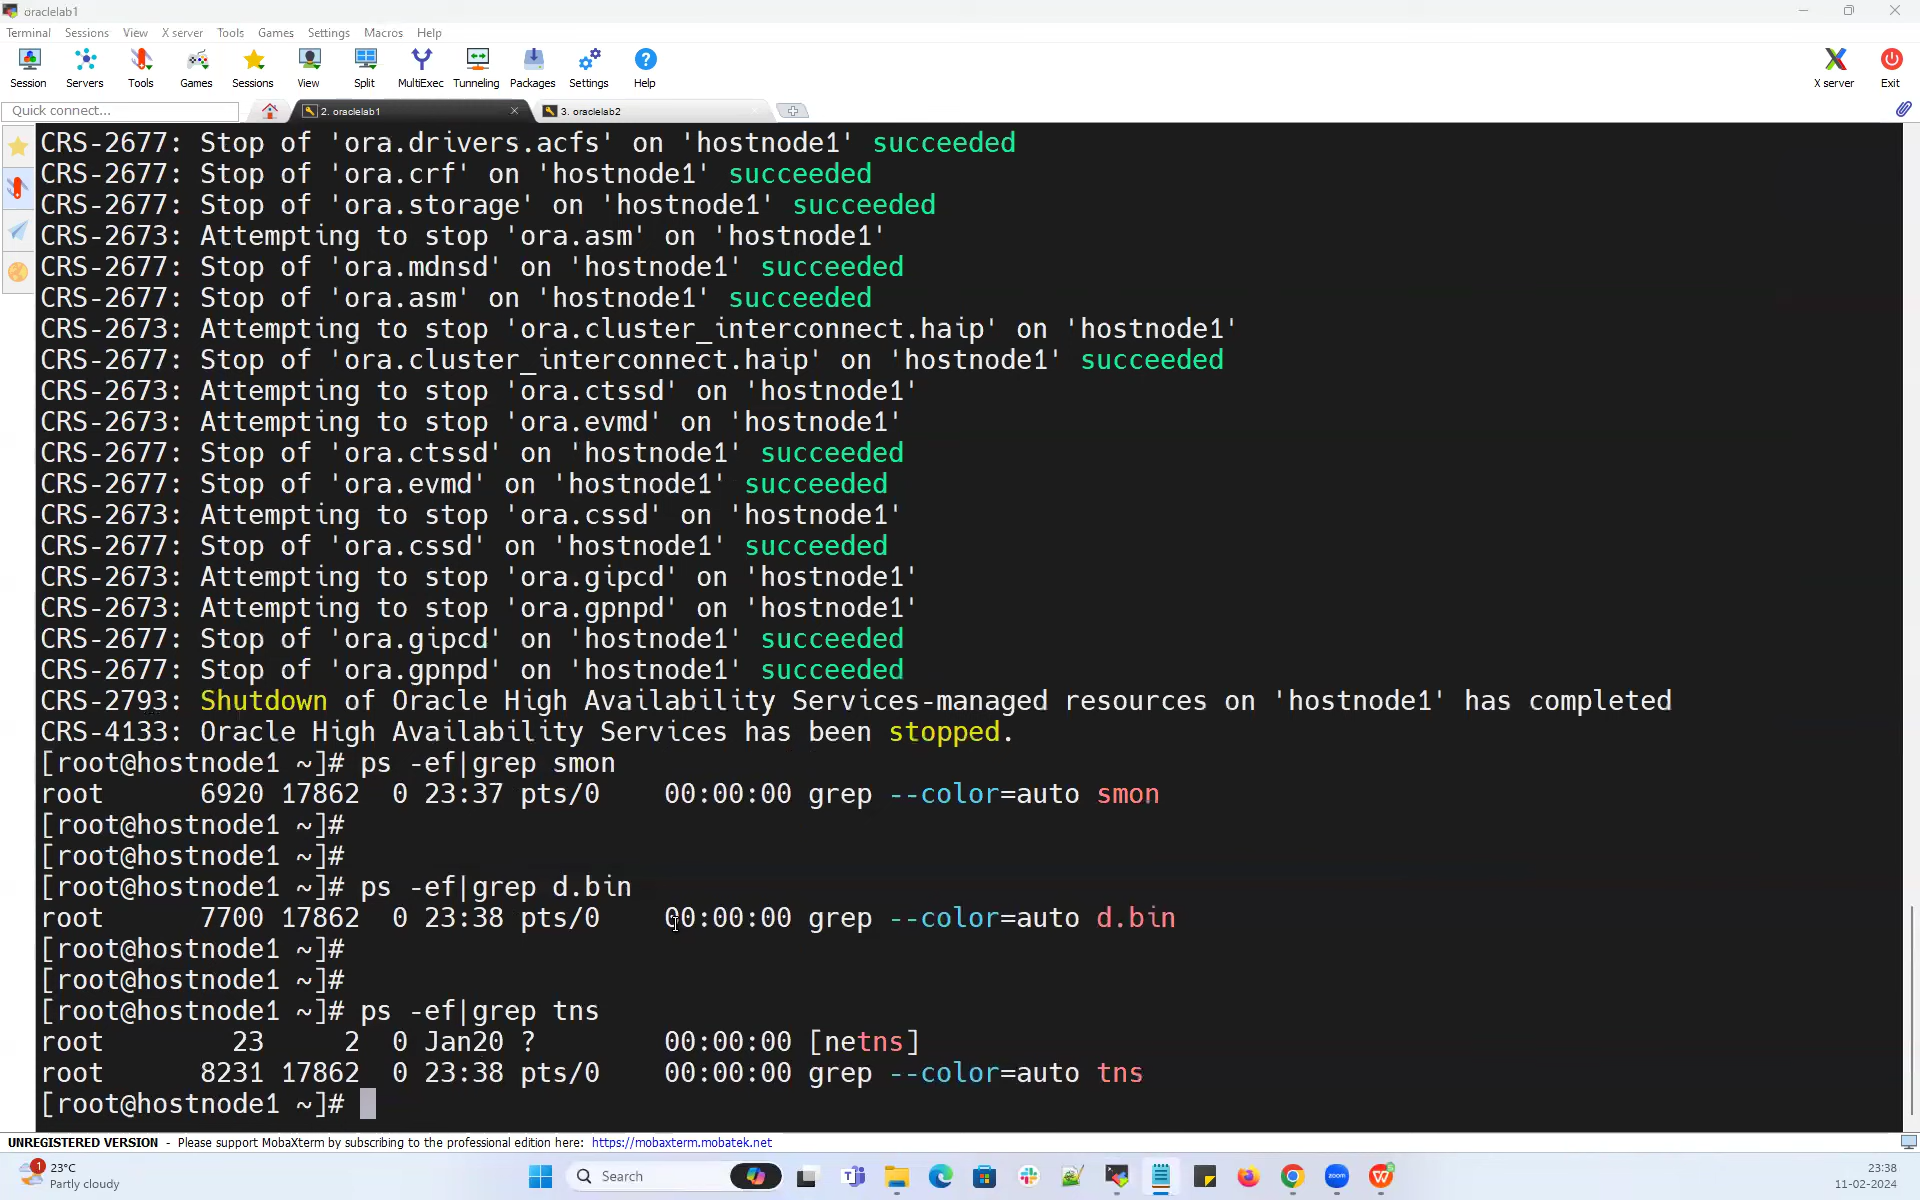 oraclelab1
Terminal Sessions View X server Tools Games Settings Macros Help
Session Servers Tools Games Sessions View Split MultiExec Tunneling Packages Settings Help X server Exit
Quick connect... 2. oraclelab1 3. oraclelab2
CRS-2677: Stop of 'ora.drivers.acfs' on 'hostnode1' succeeded
CRS-2677: Stop of 'ora.crf' on 'hostnode1' succeeded
CRS-2677: Stop of 'ora.storage' on 'hostnode1' succeeded
CRS-2673: Attempting to stop 'ora.asm' on 'hostnode1'
CRS-2677: Stop of 'ora.mdnsd' on 'hostnode1' succeeded
CRS-2677: Stop of 'ora.asm' on 'hostnode1' succeeded
CRS-2673: Attempting to stop 'ora.cluster_interconnect.haip' on 'hostnode1'
CRS-2677: Stop of 'ora.cluster_interconnect.haip' on 'hostnode1' succeeded
CRS-2673: Attempting to stop 'ora.ctssd' on 'hostnode1'
CRS-2673: Attempting to stop 'ora.evmd' on 'hostnode1'
CRS-2677: Stop of 'ora.ctssd' on 'hostnode1' succeeded
CRS-2677: Stop of 'ora.evmd' on 'hostnode1' succeeded
CRS-2673: Attempting to stop 'ora.cssd' on 'hostnode1'
CRS-2677: Stop of 'ora.cssd' on 'hostnode1' succeeded
CRS-2673: Attempting to stop 'ora.gipcd' on 'hostnode1'
CRS-2673: Attempting to stop 'ora.gpnpd' on 'hostnode1'
CRS-2677: Stop of 'ora.gipcd' on 'hostnode1' succeeded
CRS-2677: Stop of 'ora.gpnpd' on 'hostnode1' succeeded
CRS-2793: Shutdown of Oracle High Availability Services-managed resources on 'hostnode1' has completed
CRS-4133: Oracle High Availability Services has been stopped.
[root@hostnode1 ~]# ps -ef|grep smon
root 6920 17862 0 23:37 pts/0 00:00:00 grep --color=auto smon
[root@hostnode1 ~]#
[root@hostnode1 ~]#
[root@hostnode1 ~]# ps -ef|grep d.bin
root 7700 17862 0 23:38 pts/0 00:00:00 grep --color=auto d.bin
[root@hostnode1 ~]#
[root@hostnode1 ~]#
[root@hostnode1 ~]# ps -ef|grep tns
root 23 2 0 Jan20 ? 00:00:00 [netns]
root 8231 17862 0 23:38 pts/0 00:00:00 grep --color=auto tns
[root@hostnode1 ~]#
UNREGISTERED VERSION - Please support MobaXterm by subscribing to the professional edition here: https://mobaxterm.mobatek.net
1 23°C
Partly cloudy
Search
zoom
23:38
11-02-2024